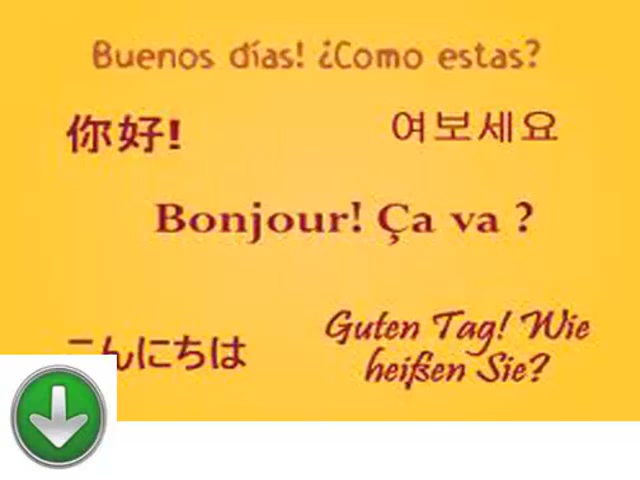 Buenos días! ¿Como estas?
你好!
여보세요
Bonjour! Ça va ?
こんにちは
Guten Tag! Wie
heißen Sie?